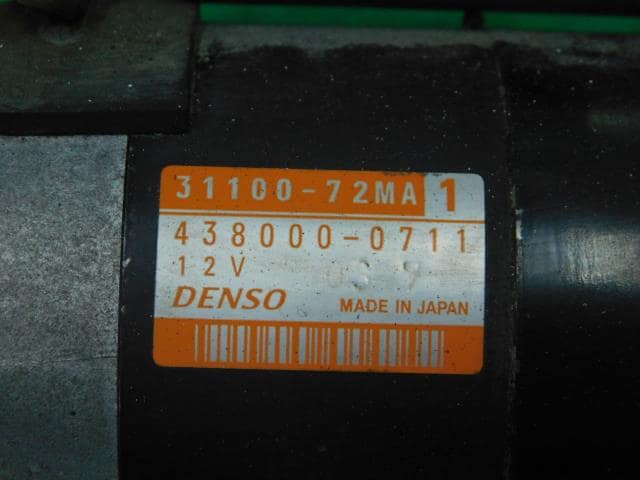 31100-72MA 1
438000-0711
12V
DENSO MADE IN JAPAN